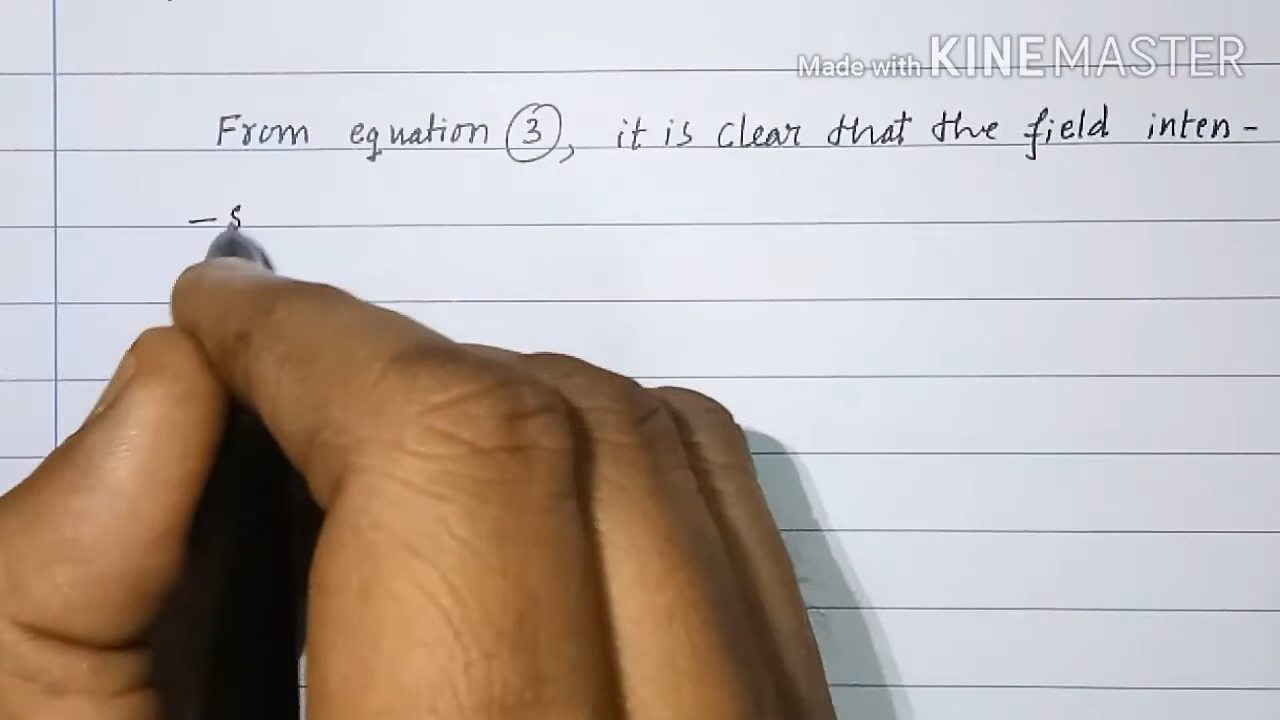 Made with KINEMASTER
From equation ③, it is clear that the field inten-
- s